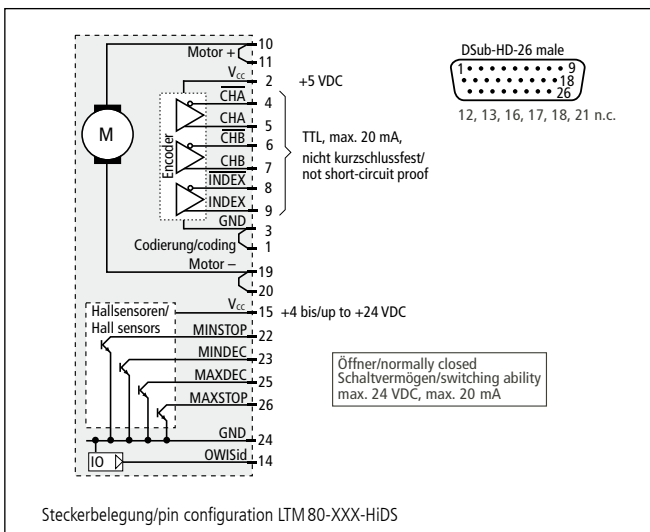 Motor + 10
11
Vcc 2 +5 VDC
CHA 4
CHA 5
CHB 6
CHB 7
INDEX 8
INDEX 9
GND 3
Codierung/coding 1
Motor – 19
20
M
Encoder
TTL, max. 20 mA,
nicht kurzschlussfest/
not short-circuit proof
DSub-HD-26 male
1 9
18
26
12, 13, 16, 17, 18, 21 n.c.
Vcc 15 +4 bis/up to +24 VDC
Hallsensoren/
Hall sensors
MINSTOP 22
MINDEC 23
MAXDEC 25
MAXSTOP 26
GND 24
IO OWISid 14
Öffner/normally closed
Schaltvermögen/switching ability
max. 24 VDC, max. 20 mA
Steckerbelegung/pin configuration LTM80-XXX-HiDS